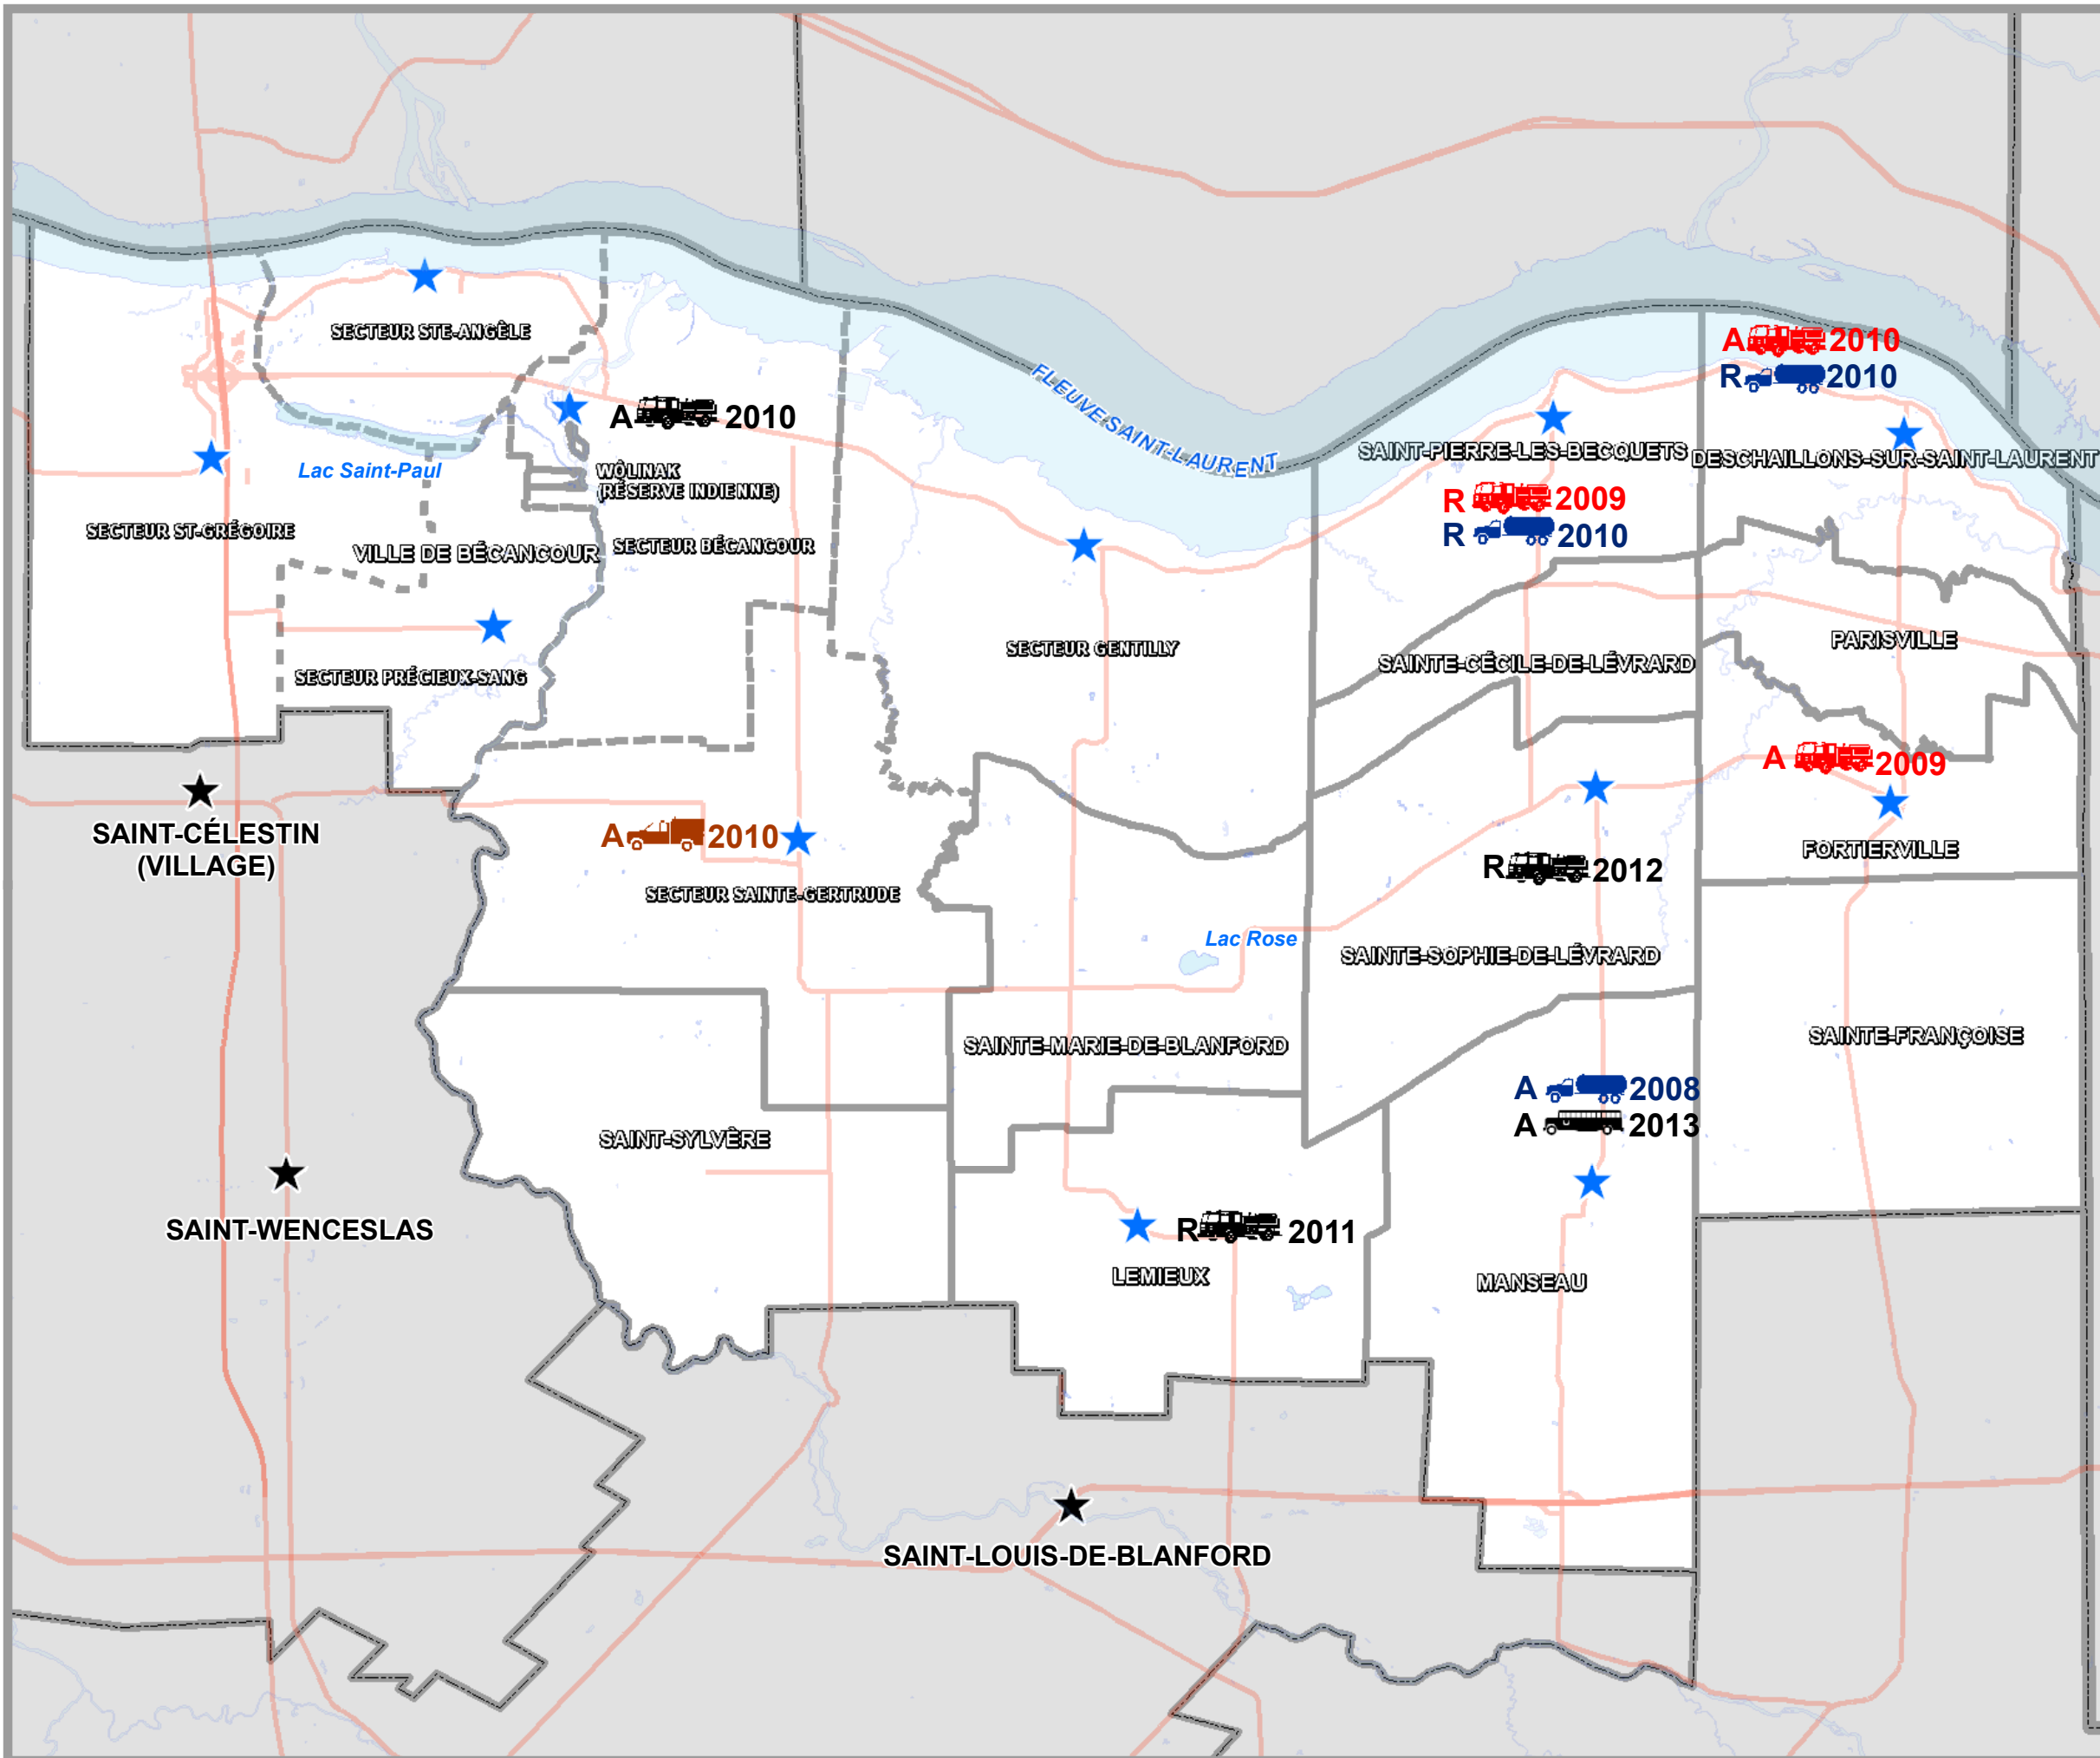 SECTEUR STE-ANGÈLE
A 2010
R 2010
FLEUVE SAINT-LAURENT
A 2010
Lac Saint-Paul
WÔLINAK
(RÉSERVE INDIENNE)
SAINT-PIERRE-LES-BECQUETS
DESCHAILLONS-SUR-SAINT-LAURENT
R 2009
R 2010
SECTEUR ST-GRÉGOIRE
VILLE DE BÉCANCOUR
SECTEUR BÉCANCOUR
SECTEUR GENTILLY
PARISVILLE
SAINTE-CÉCILE-DE-LÉVRARD
SECTEUR PRÉCIEUX-SANG
A 2009
SAINT-CÉLESTIN
(VILLAGE)
A 2010
FORTIERVILLE
R 2012
SECTEUR SAINTE-GERTRUDE
Lac Rose
SAINTE-SOPHIE-DE-LÉVRARD
SAINTE-MARIE-DE-BLANFORD
SAINTE-FRANÇOISE
A 2008
A 2013
SAINT-SYLVÈRE
SAINT-WENCESLAS
R 2011
LEMIEUX
MANSEAU
SAINT-LOUIS-DE-BLANFORD